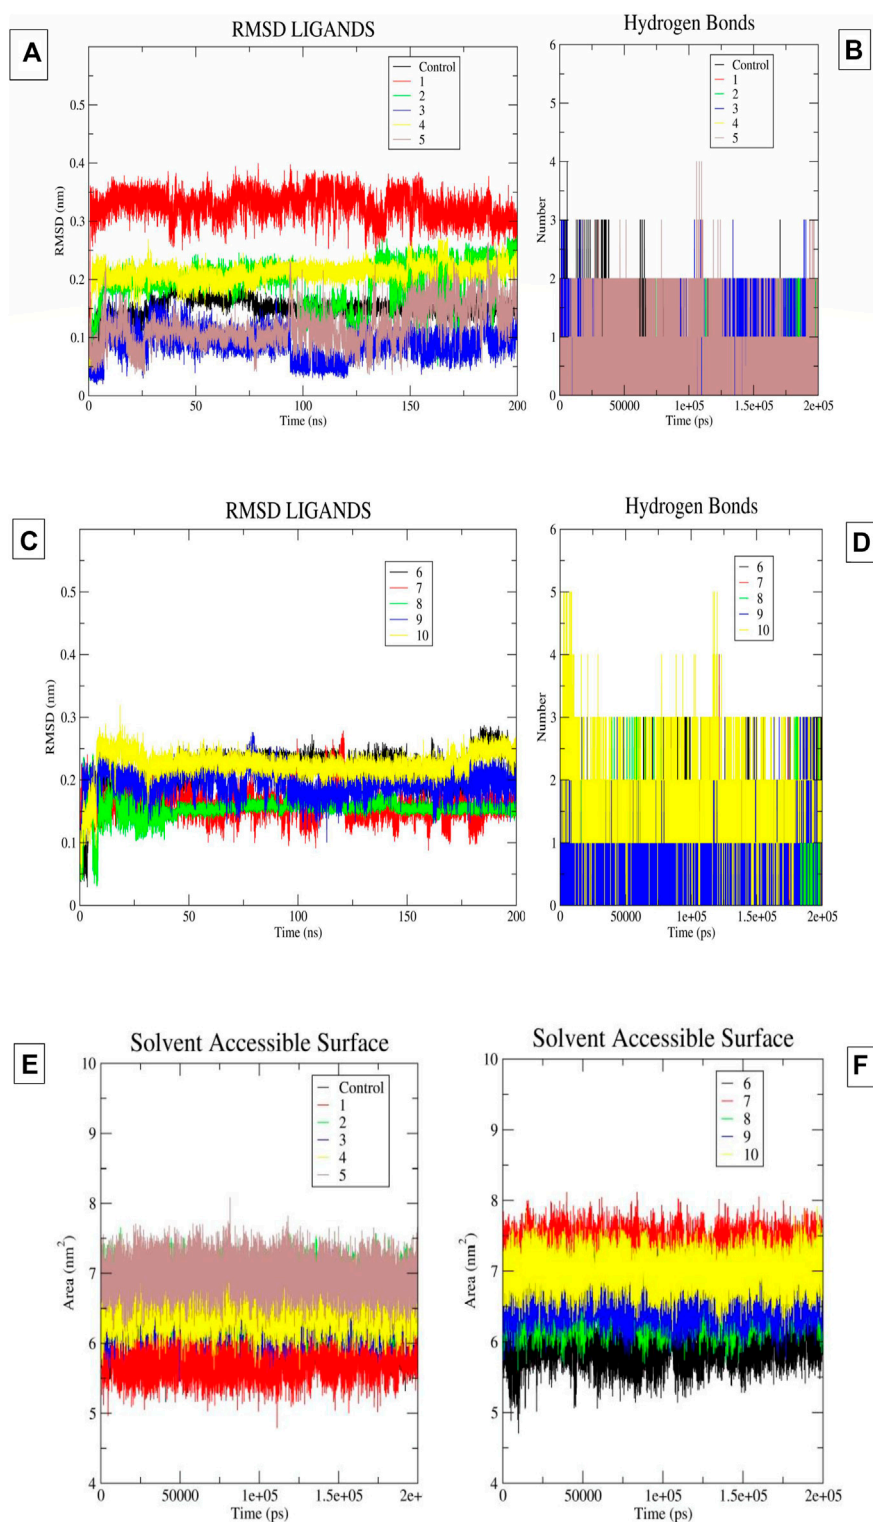 A
RMSD LIGANDS
Control
1
2
3
4
5
0.5
0.4
0.3
0.2
0.1
0
RMSD (nm)
0
50
100
150
200
Time (ns)
Hydrogen Bonds
B
Control
1
2
3
4
5
6
5
4
3
2
1
0
Number
0
50000
1e+05
1.5e+05
2e+05
Time (ps)
C
RMSD LIGANDS
6
7
8
9
10
0.5
0.4
0.3
0.2
0.1
0
RMSD (nm)
0
50
100
150
200
Time (ns)
Hydrogen Bonds
D
6
7
8
9
10
6
5
4
3
2
1
0
Number
0
50000
1e+05
1.5e+05
2e+05
Time (ps)
E
Solvent Accessible Surface
Control
1
2
3
4
5
10
9
8
7
6
5
4
Area (nm²)
0
50000
1e+05
1.5e+05
2e+
Time (ps)
Solvent Accessible Surface
F
6
7
8
9
10
10
9
8
7
6
5
4
Area (nm²)
0
50000
1e+05
1.5e+05
2e+05
Time (ps)